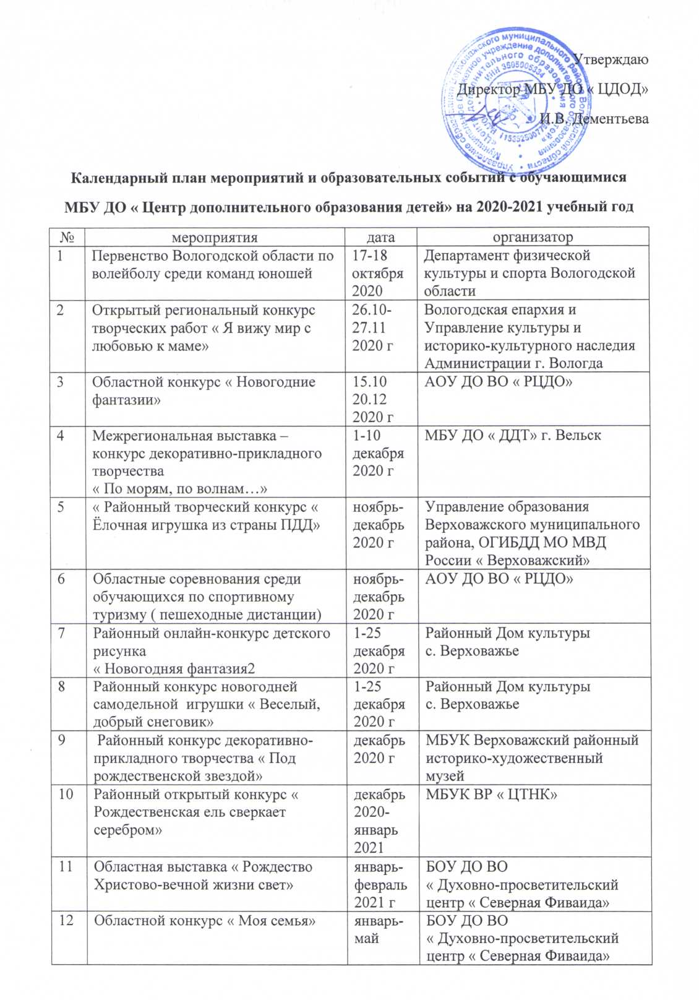 Утверждаю
Директор МБУ ДО « ЦДОД»
И.В. Дементьева
ИНН 3505005334
Календарный план мероприятий и образовательных событий с обучающимися
МБУ ДО « Центр дополнительного образования детей» на 2020-2021 учебный год
№ мероприятия дата организатор
1 Первенство Вологодской области по 17-18 Департамент физической
волейболу среди команд юношей октября культуры и спорта Вологодской
2020 области
2 Открытый региональный конкурс 26.10- Вологодская епархия и
творческих работ « Я вижу мир с 27.11 Управление культуры и
любовью к маме» 2020 г историко-культурного наследия
Администрации г. Вологда
3 Областной конкурс « Новогодние 15.10 АОУ ДО ВО « РЦДО»
фантазии» 20.12
2020 г
4 Межрегиональная выставка – 1-10 МБУ ДО « ДДТ» г. Вельск
конкурс декоративно-прикладного декабря
творчества 2020 г
« По морям, по волнам…»
5 « Районный творческий конкурс « ноябрь- Управление образования
Ёлочная игрушка из страны ПДД» декабрь Верховажского муниципального
2020 г района, ОГИБДД МО МВД
России « Верховажский»
6 Областные соревнования среди ноябрь- АОУ ДО ВО « РЦДО»
обучающихся по спортивному декабрь
туризму ( пешеходные дистанции) 2020 г
7 Районный онлайн-конкурс детского 1-25 Районный Дом культуры
рисунка декабря с. Верховажье
« Новогодняя фантазия2 2020 г
8 Районный конкурс новогодней 1-25 Районный Дом культуры
самодельной игрушки « Веселый, декабря с. Верховажье
добрый снеговик» 2020 г
9 Районный конкурс декоративно- декабрь МБУК Верховажский районный
прикладного творчества « Под 2020 г историко-художественный
рождественской звездой» музей
10 Районный открытый конкурс « декабрь МБУК ВР « ЦТНК»
Рождественская ель сверкает 2020-
серебром» январь
2021
11 Областная выставка « Рождество январь- БОУ ДО ВО
Христово-вечной жизни свет» февраль « Духовно-просветительский
2021 г центр « Северная Фиваида»
12 Областной конкурс « Моя семья» январь- БОУ ДО ВО
май « Духовно-просветительский
центр « Северная Фиваида»